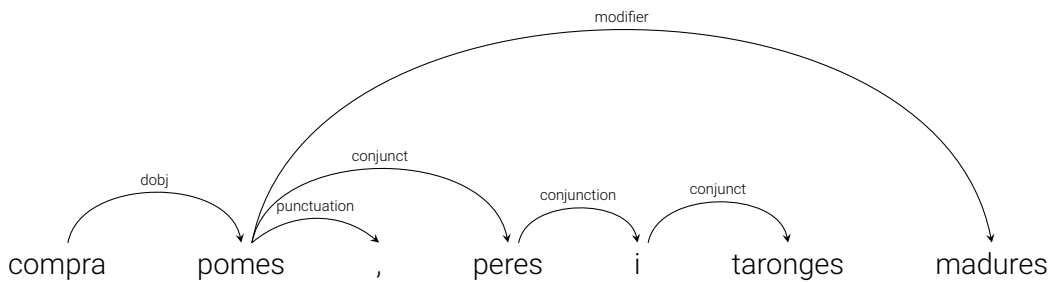 modifier
conjunct
dobj
conjunction
conjunct
punctuation
compra pomes , peres i taronges madures